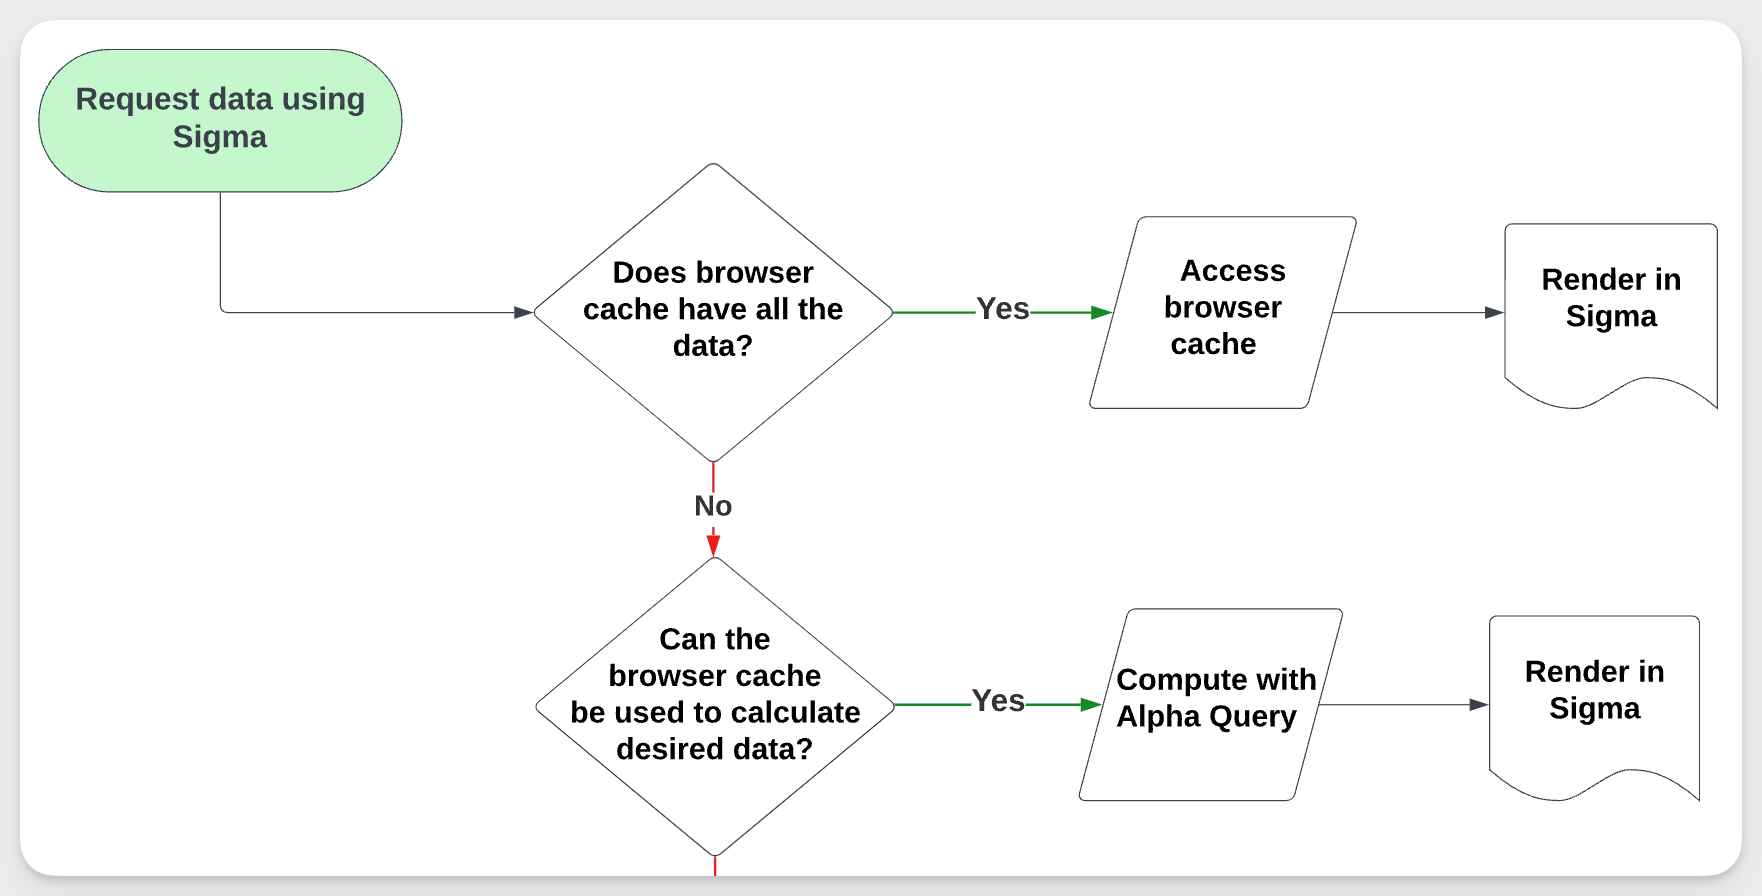 Request data using
Sigma
Does browser
cache have all the
data?
Yes
Access
browser
cache
Render in
Sigma
No
Can the
browser cache
be used to calculate
desired data?
Yes
Compute with
Alpha Query
Render in
Sigma